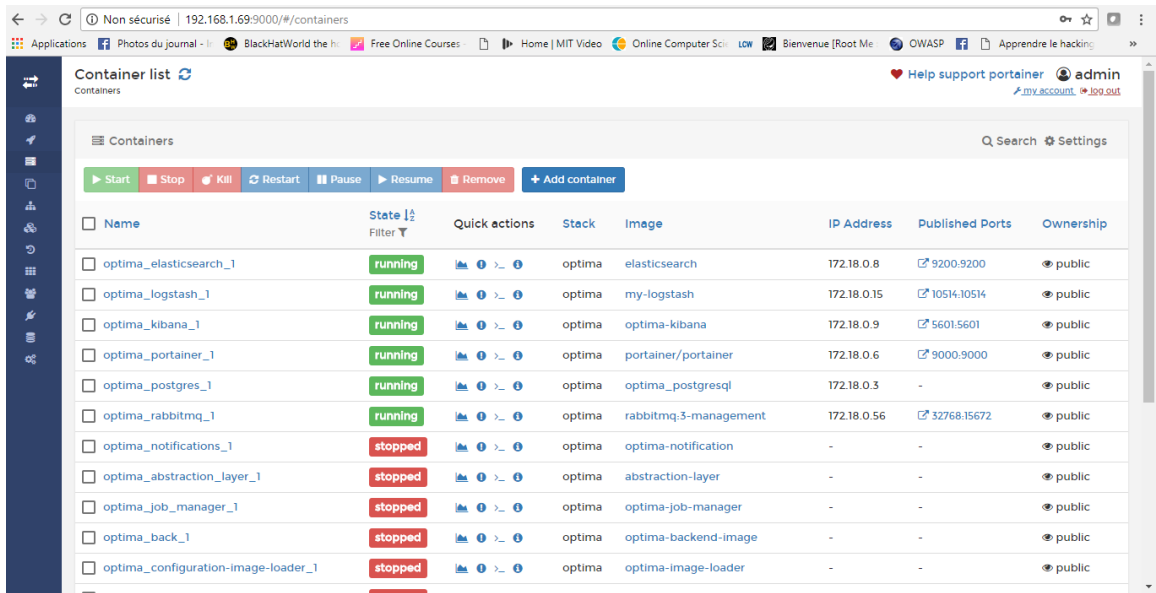 Non sécurisé | 192.168.1.69:9000/#/containers
Applications Photos du journal - In BlackHatWorld the ho Free Online Courses - Home | MIT Video Online Computer Scie LCW Bienvenue [Root Me OWASP Apprendre le hacking »
Container list Help support portainer admin
Containers my account log out
Containers Search Settings
Start Stop Kill Restart Pause Resume Remove + Add container
Name State Filter Quick actions Stack Image IP Address Published Ports Ownership
optima_elasticsearch_1 running optima elasticsearch 172.18.0.8 9200:9200 public
optima_logstash_1 running optima my-logstash 172.18.0.15 10514:10514 public
optima_kibana_1 running optima optima-kibana 172.18.0.9 5601:5601 public
optima_portainer_1 running optima portainer/portainer 172.18.0.6 9000:9000 public
optima_postgres_1 running optima optima_postgresql 172.18.0.3 - public
optima_rabbitmq_1 running optima rabbitmq:3-management 172.18.0.56 32768:15672 public
optima_notifications_1 stopped optima optima-notification - - public
optima_abstraction_layer_1 stopped optima abstraction-layer - - public
optima_job_manager_1 stopped optima optima-job-manager - - public
optima_back_1 stopped optima optima-backend-image - - public
optima_configuration-image-loader_1 stopped optima optima-image-loader - - public